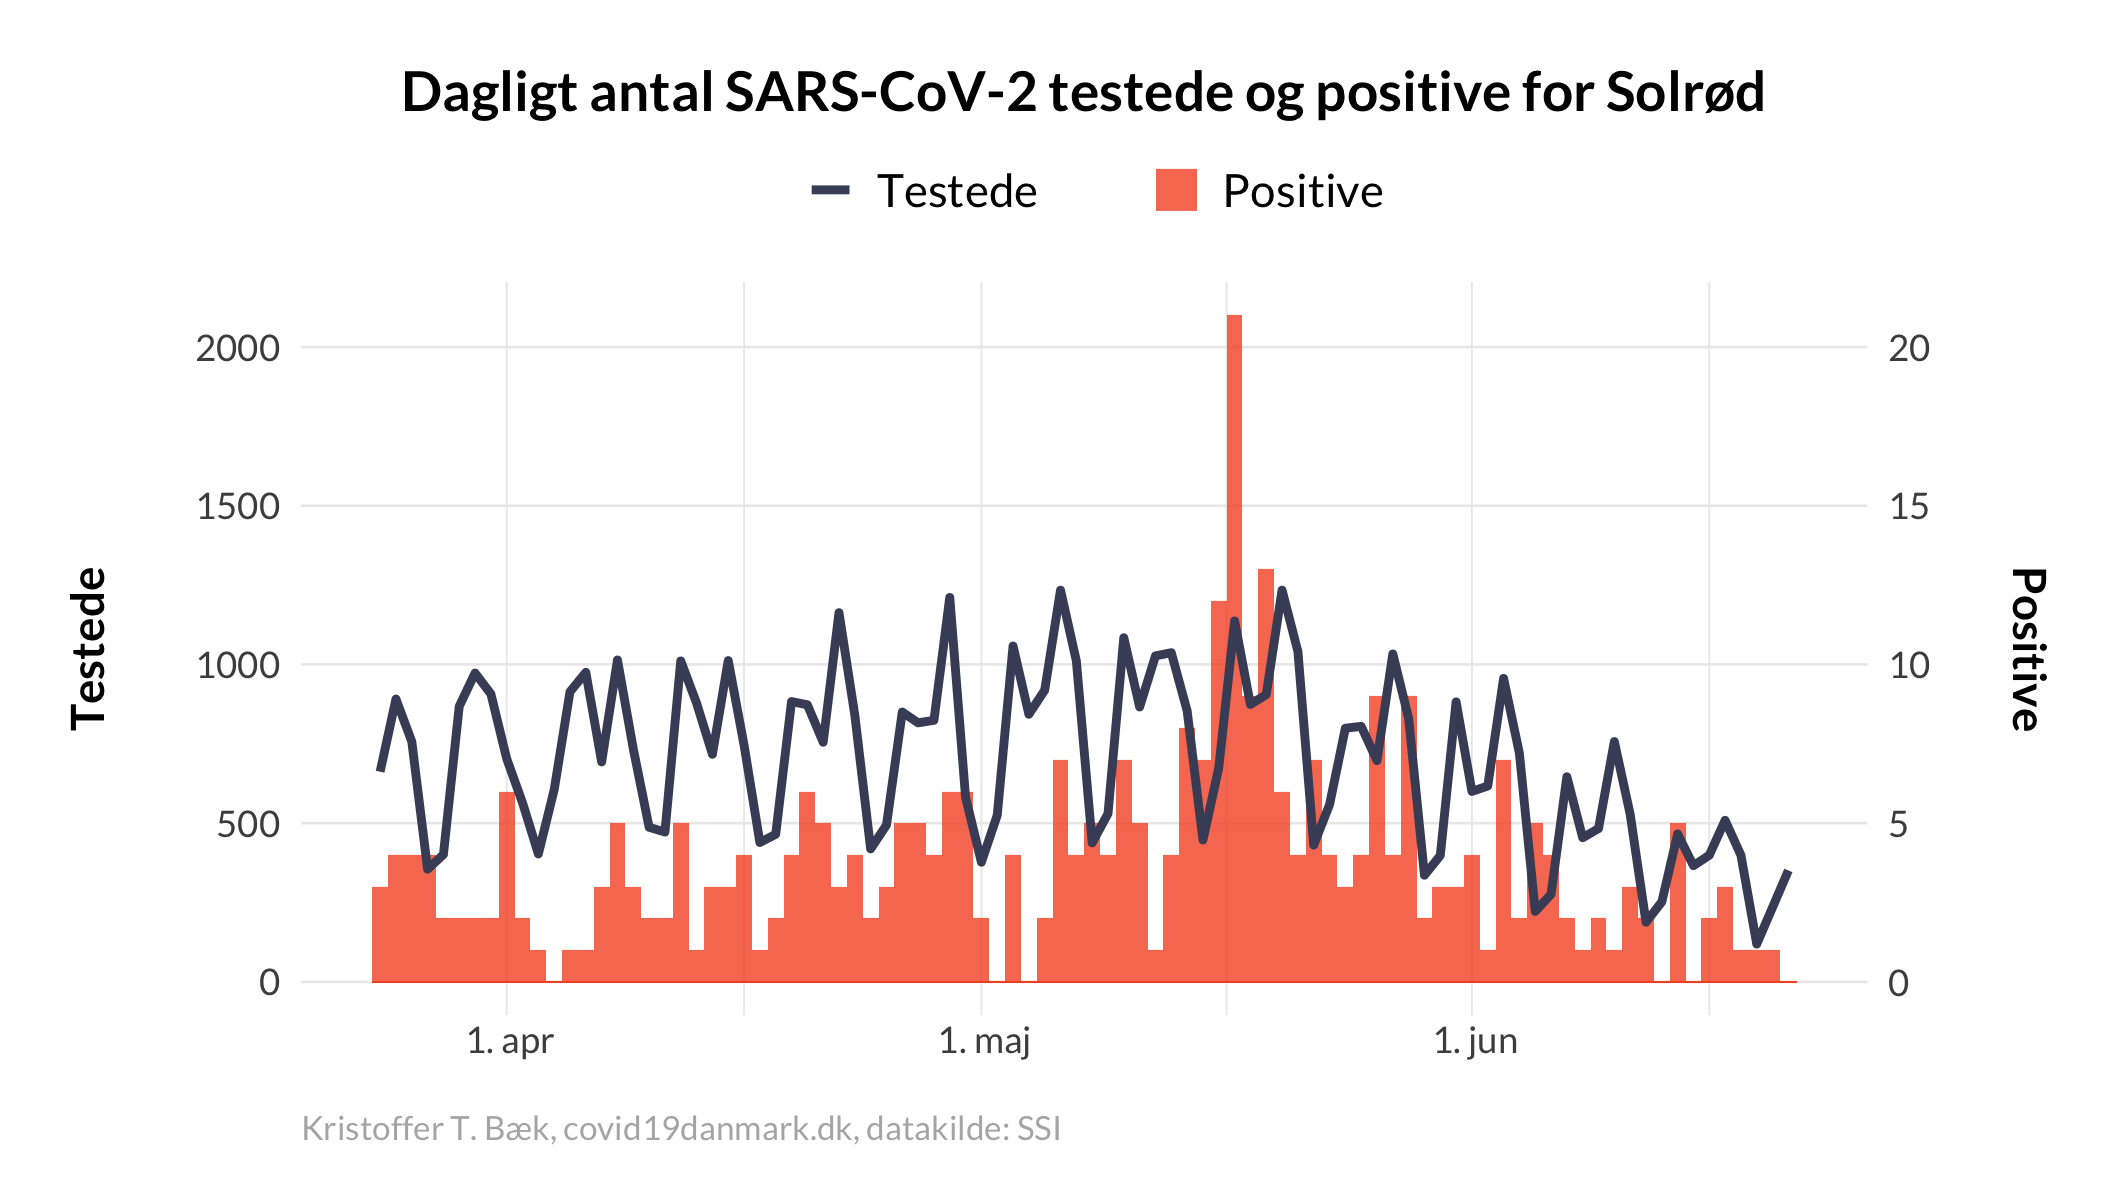 Dagligt antal SARS-CoV-2 testede og positive for Solrød
Testede
Positive
2000
1500
1000
500
0
20
15
10
5
0
Testede
Positive
1. apr
1. maj
1. jun
Kristoffer T. Bæk, covid19danmark.dk, datakilde: SSI